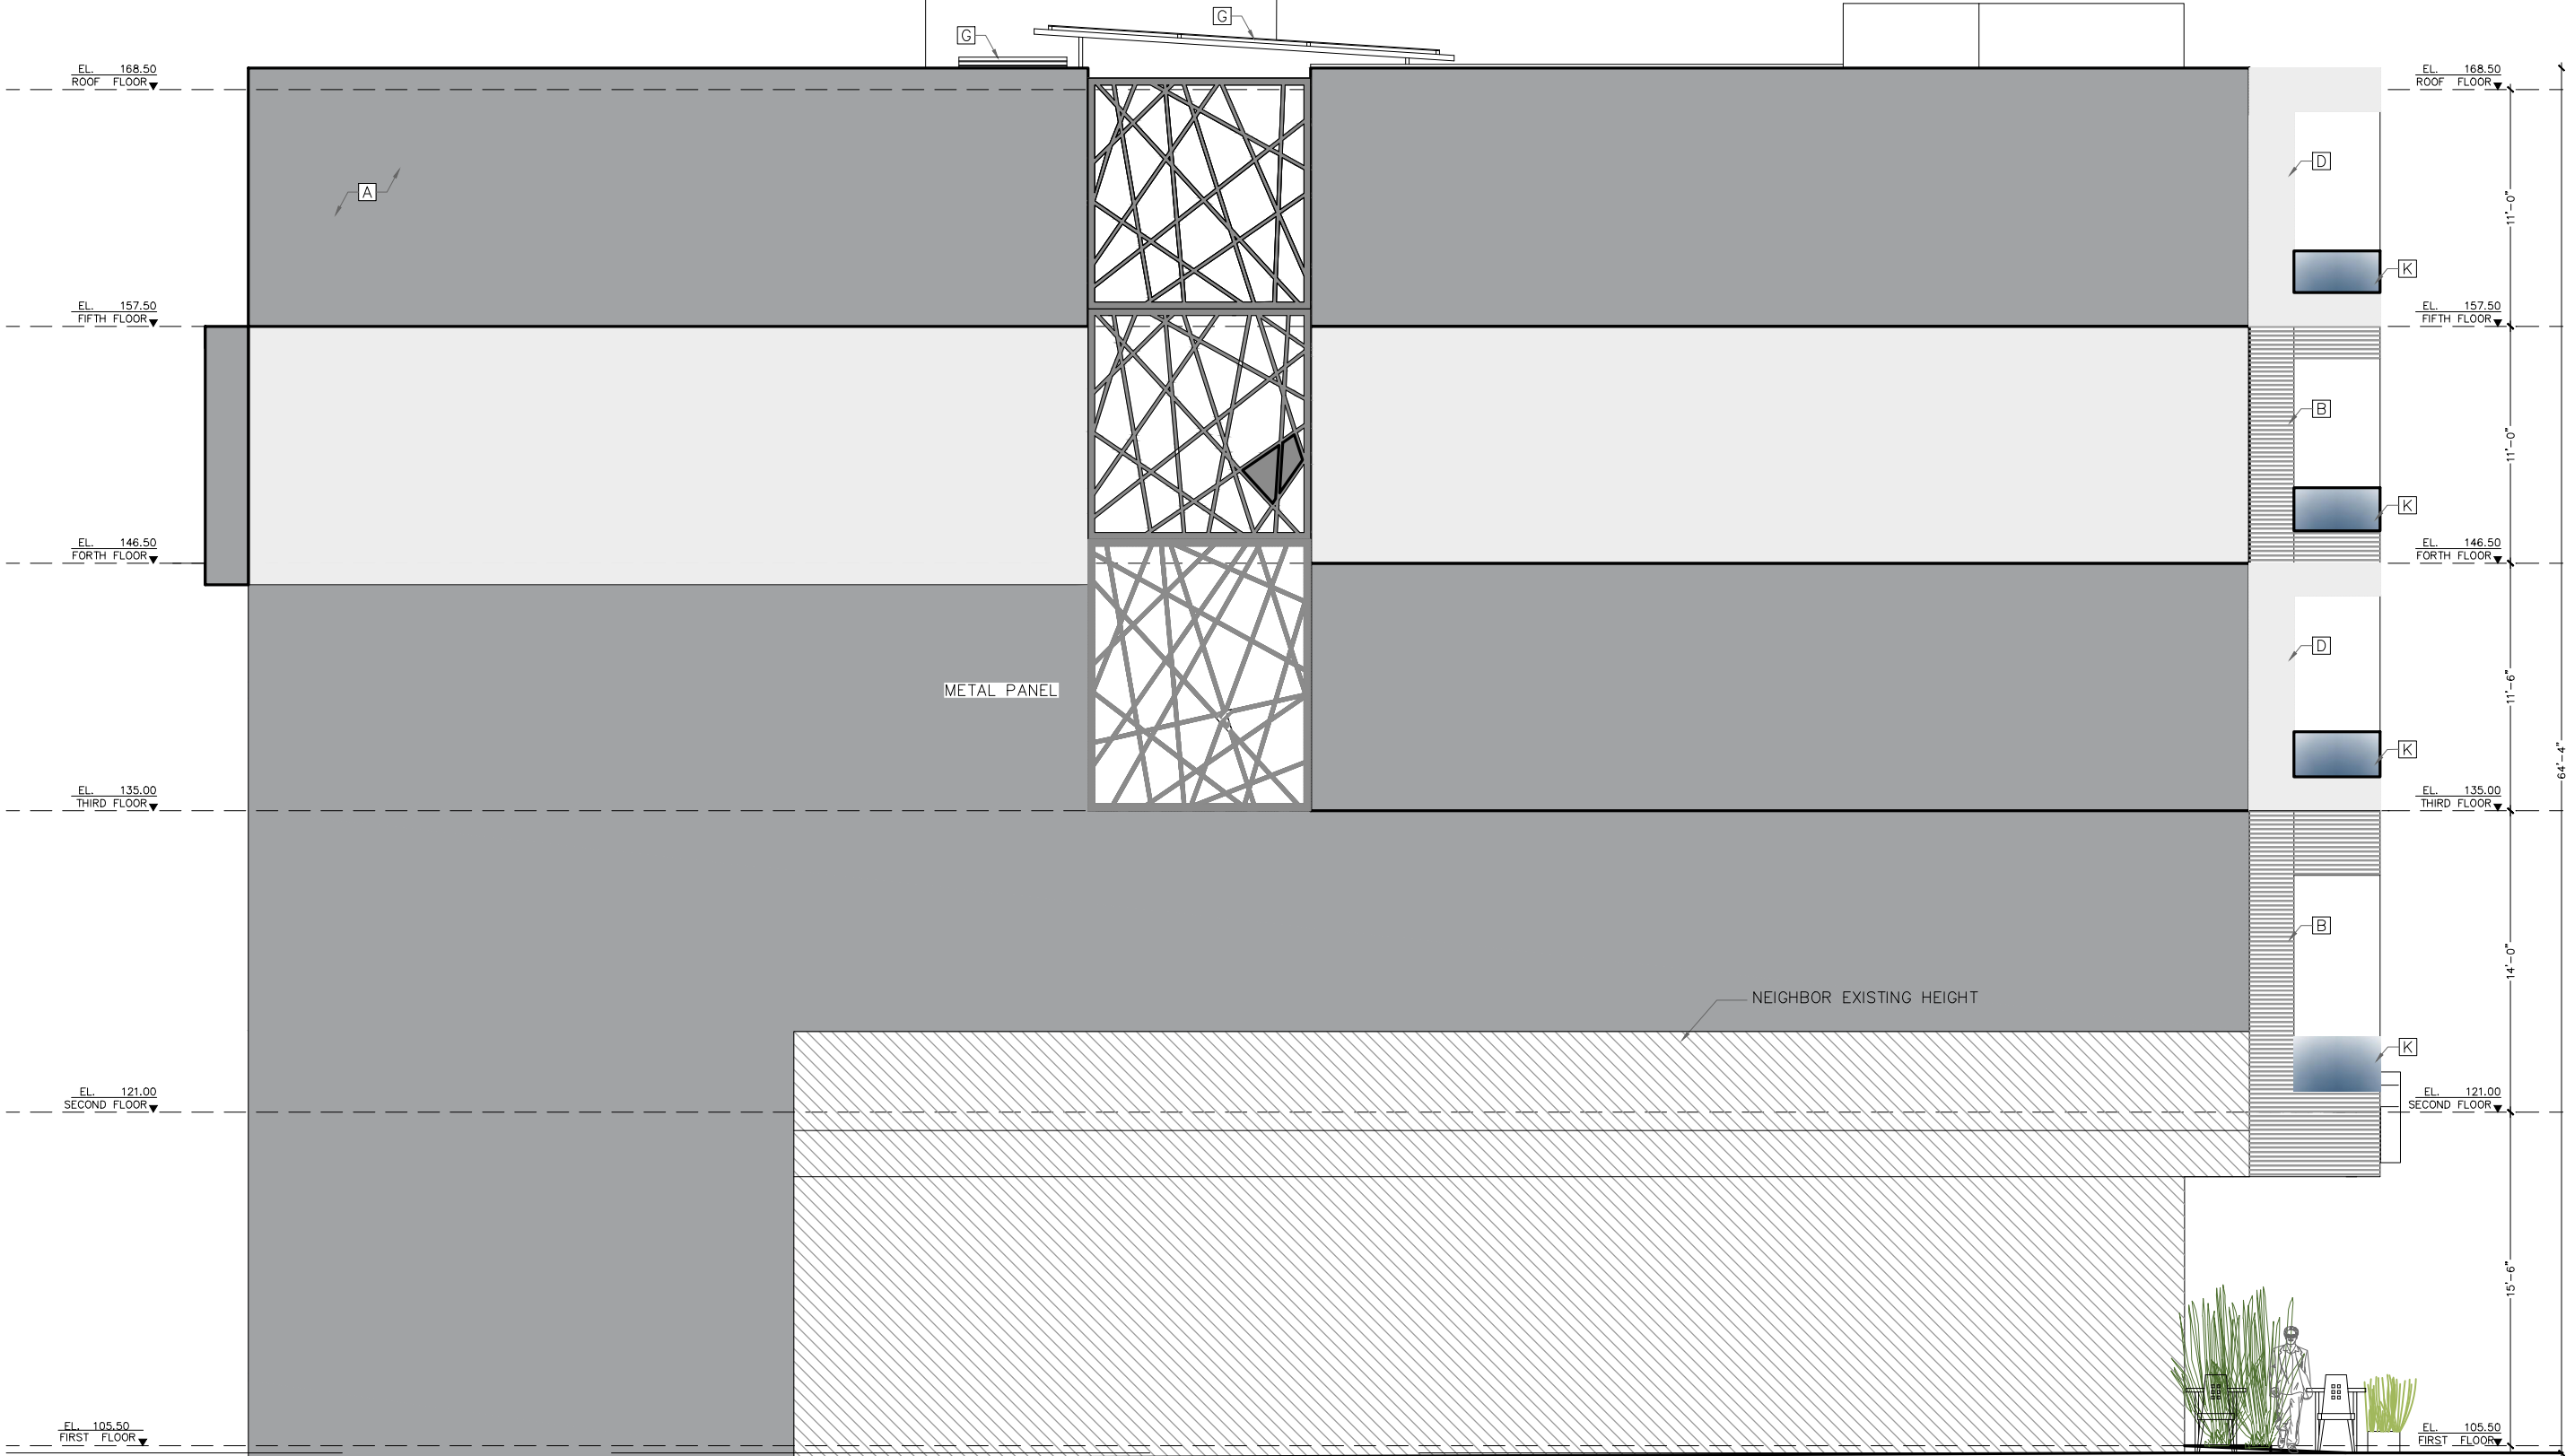 G
G
EL. 168.50
ROOF FLOOR
EL. 168.50
ROOF FLOOR
A
D
11'-0"
K
EL. 157.50
FIFTH FLOOR
EL. 157.50
FIFTH FLOOR
B
11'-0"
K
EL. 146.50
FORTH FLOOR
EL. 146.50
FORTH FLOOR
D
METAL PANEL
11'-6"
K
64'-4"
EL. 135.00
THIRD FLOOR
EL. 135.00
THIRD FLOOR
B
14'-0"
NEIGHBOR EXISTING HEIGHT
K
EL. 121.00
SECOND FLOOR
EL. 121.00
SECOND FLOOR
15'-6"
EL. 105.50
FIRST FLOOR
EL. 105.50
FIRST FLOOR